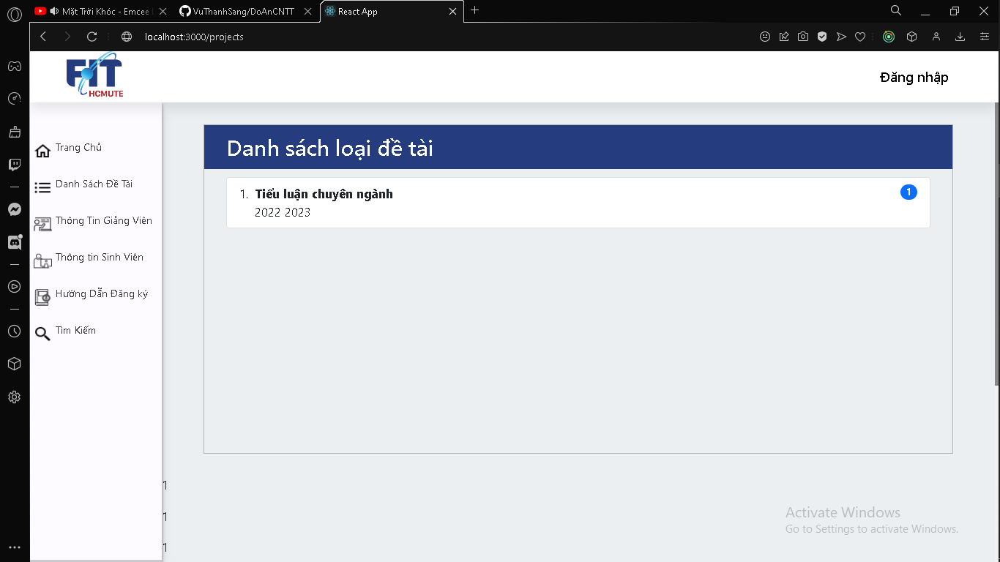 Mặt Trời Khóc - Emcee
VuThanhSang/DoAnCNTT
React App
localhost:3000/projects
FIT
HCMUTE
Đăng nhập
Trang Chủ
Danh Sách Đề Tài
Thông Tin Giảng Viên
Thông tin Sinh Viên
Hướng Dẫn Đăng ký
Tìm Kiếm
Danh sách loại đề tài
1. Tiểu luận chuyên ngành
1
2022 2023
1
1
1
Activate Windows
Go to Settings to activate Windows.